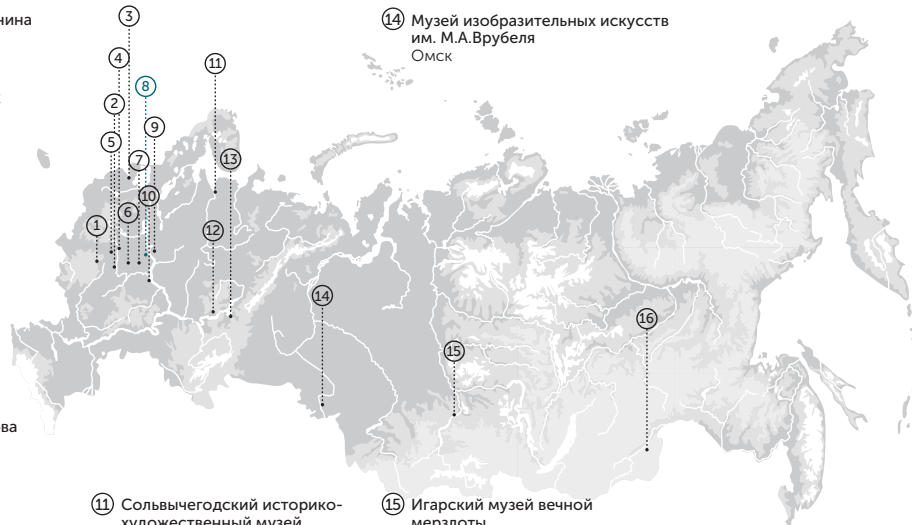 нина
3
14 Музей изобразительных искусств
им. М.А.Врубеля
Омск
4
11
8
2
9
5
7
13
10
6
1
12
14
16
15
ва
11 Сольвычегодский историко-
художественный музей
15 Игарский музей вечной
мерзлоты